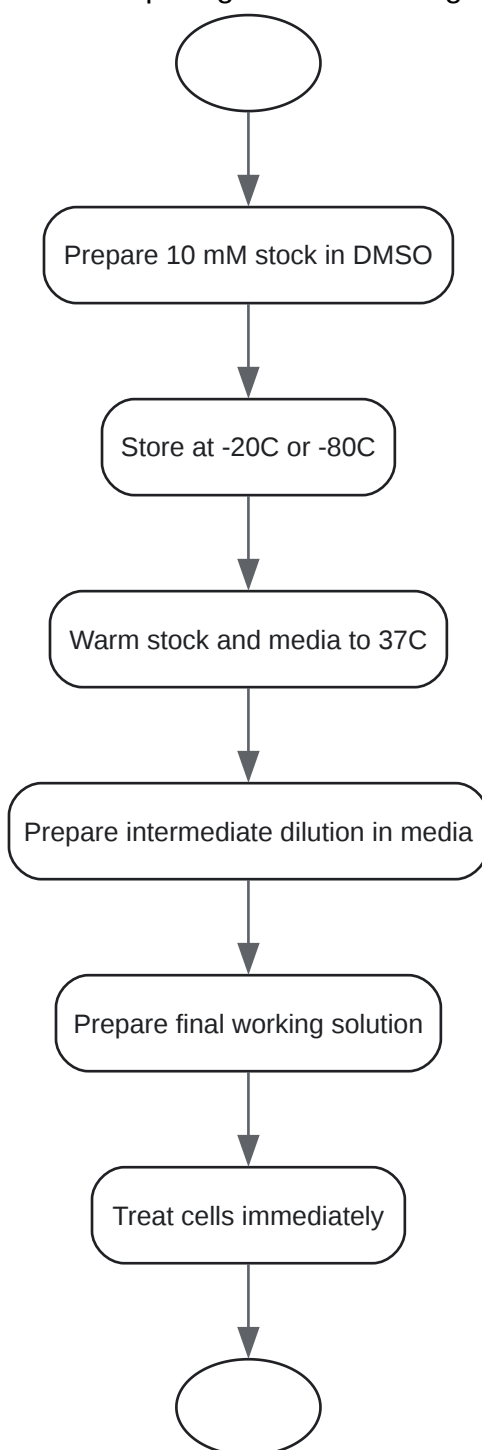 Prepare 10 mM stock in DMSO
Store at -20C or -80C
Warm stock and media to 37C
Prepare intermediate dilution in media
Prepare final working solution
Treat cells immediately